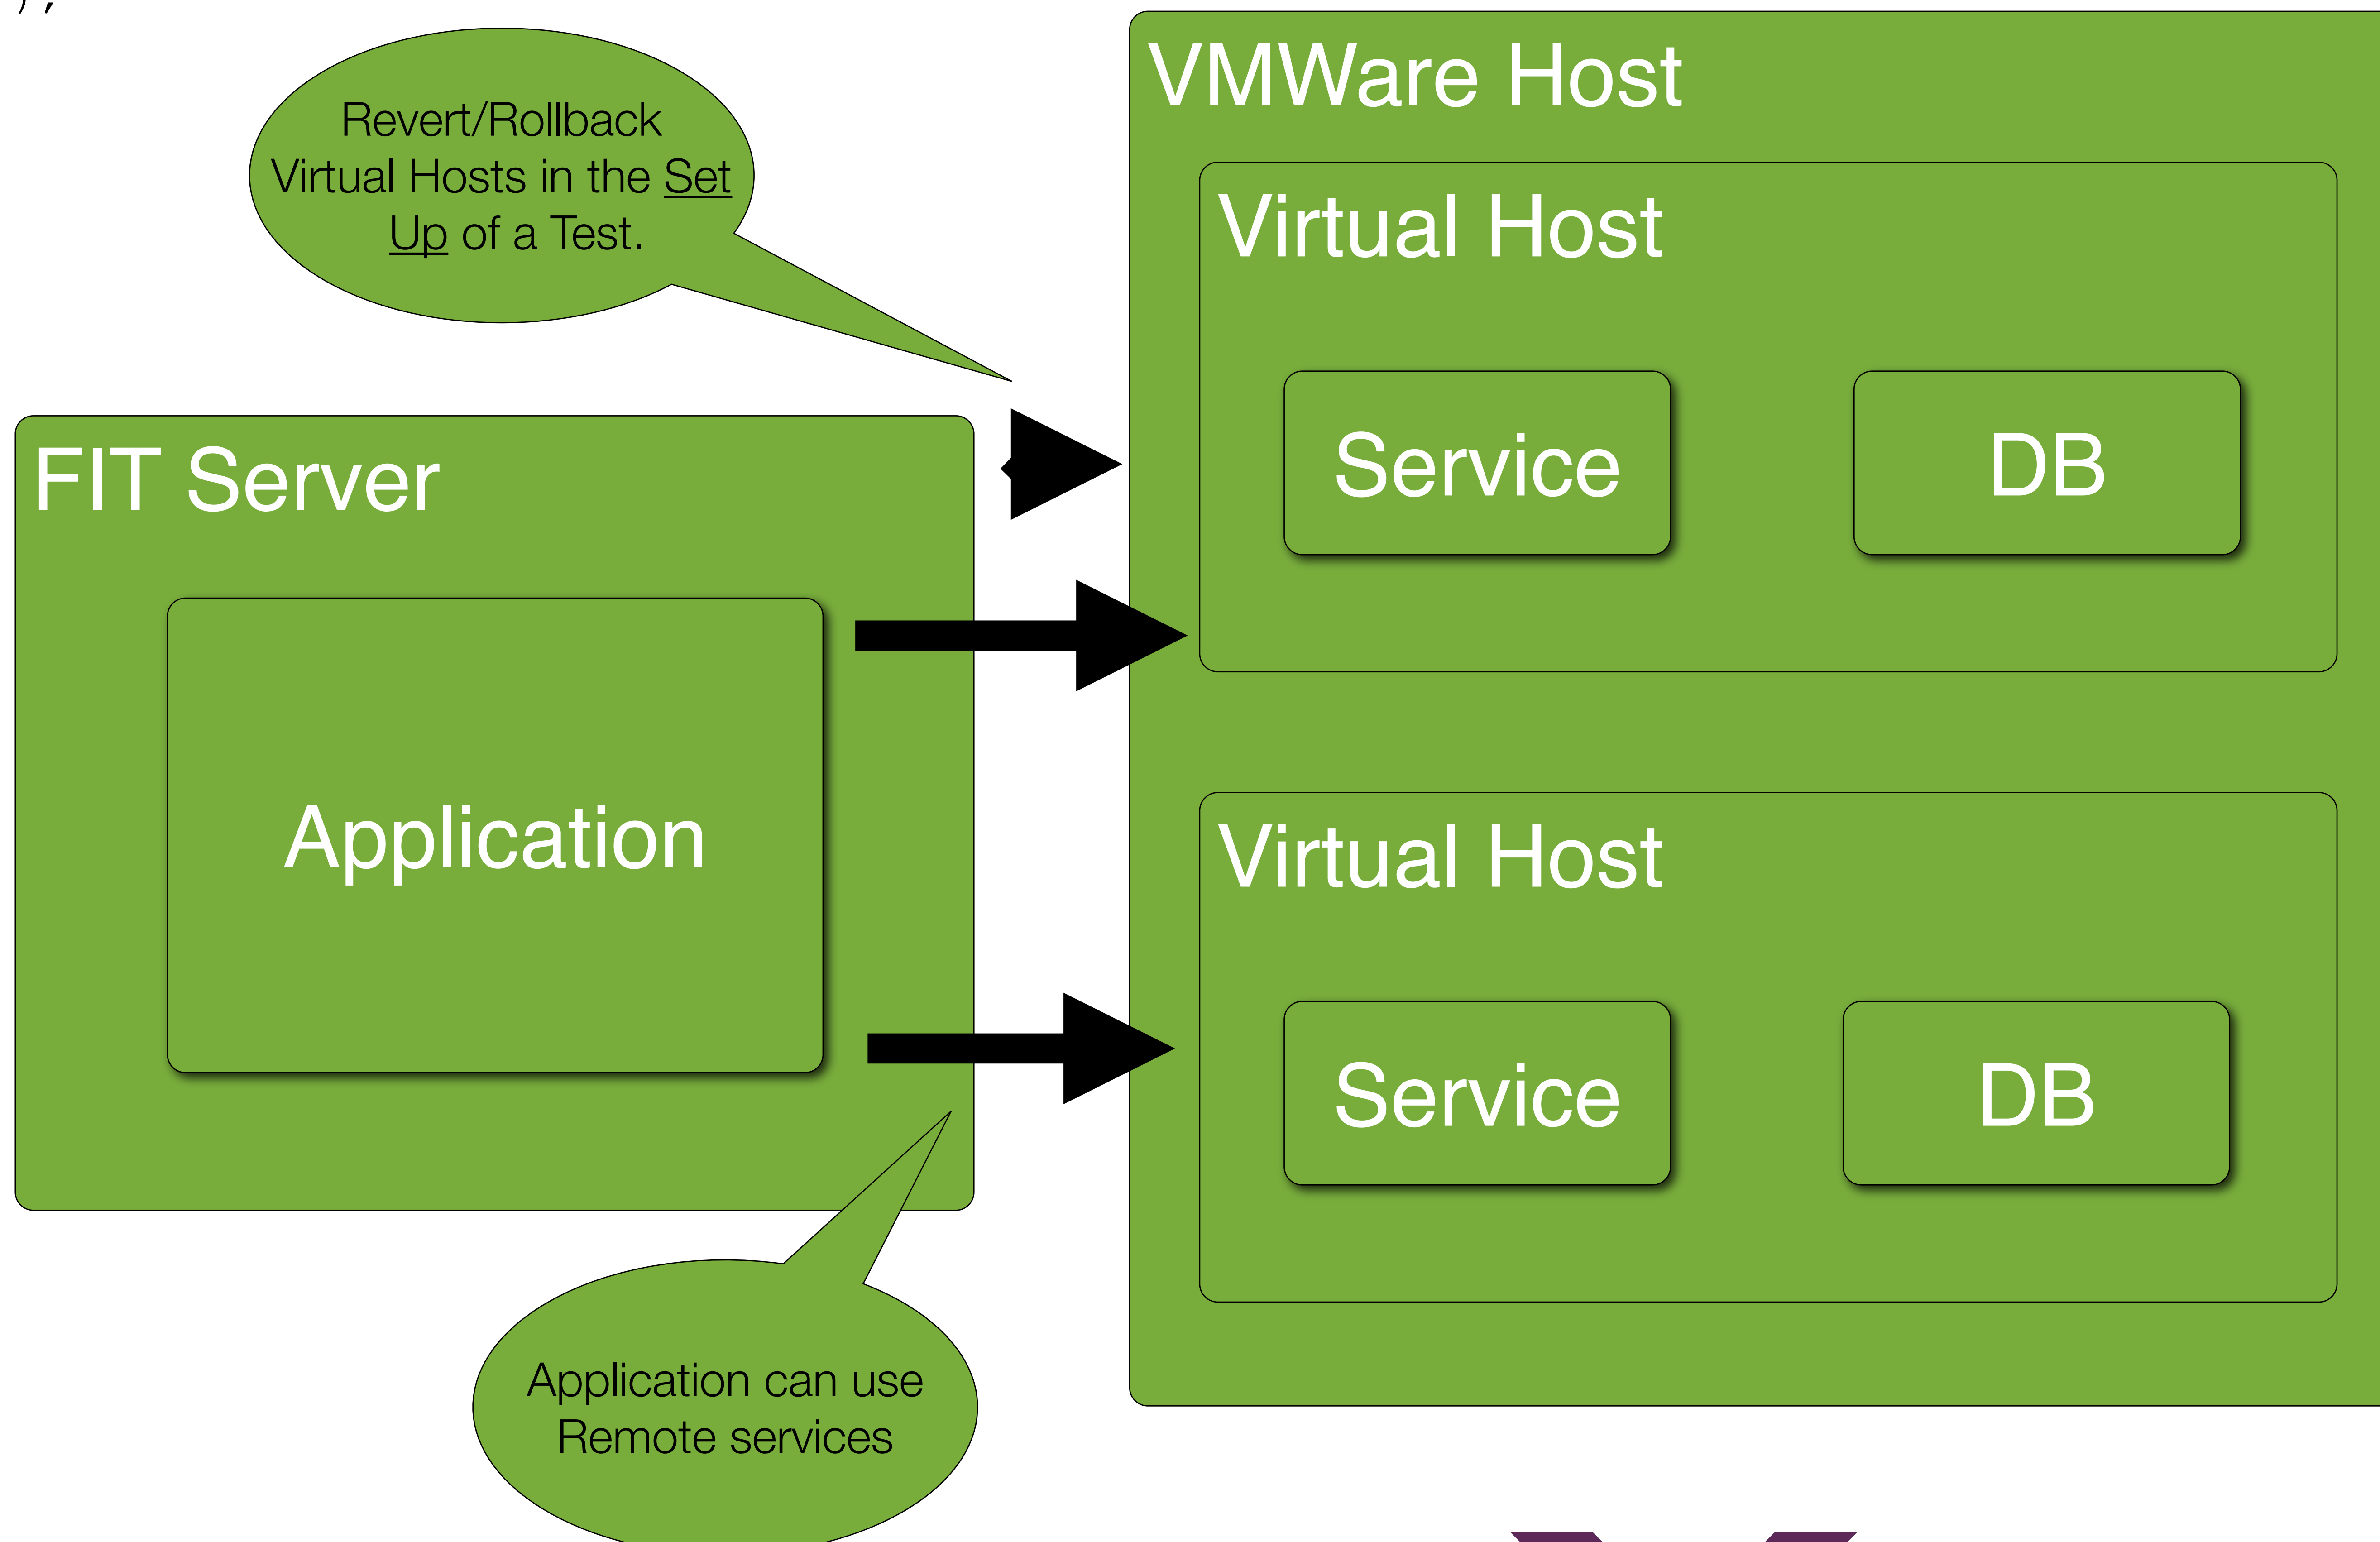 Revert/Rollback
Virtual Hosts in the Set
Up of a Test.
VMWare Host
Virtual Host
Service
DB
FIT Server
Application
Virtual Host
Service
DB
Application can use
Remote services